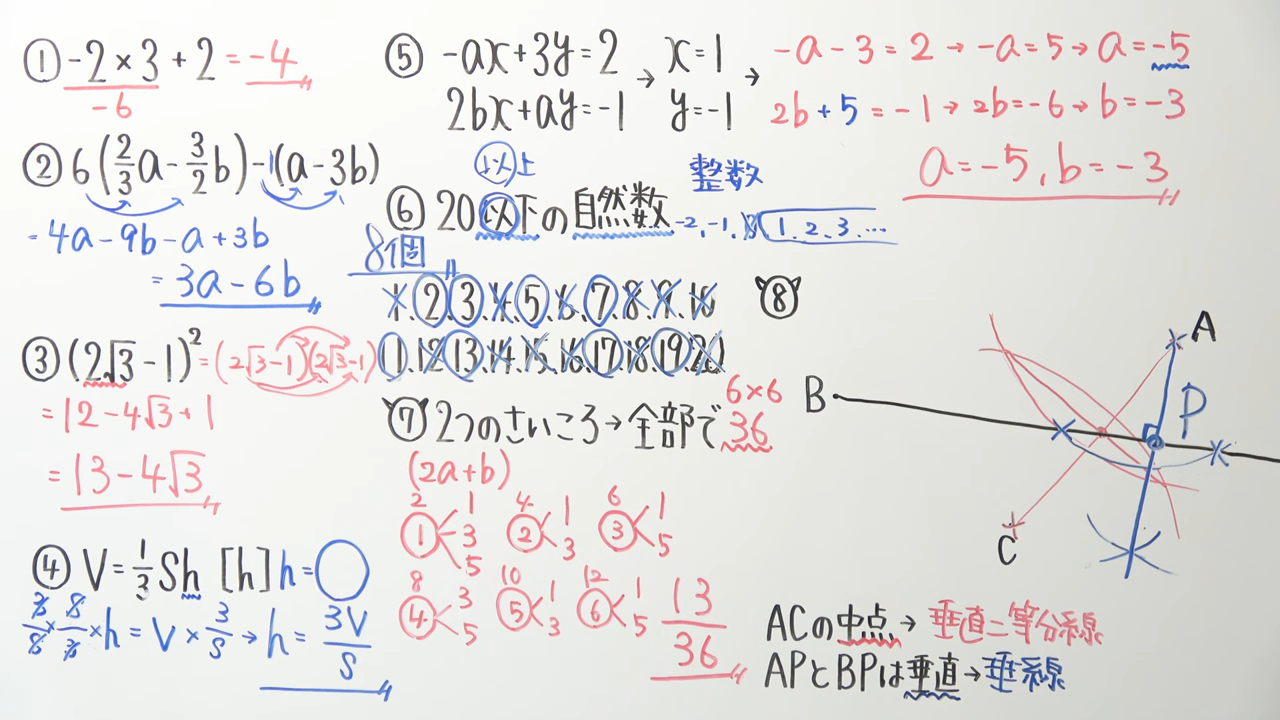 ① -2×3+2=-4
-6
② 6(2/3a-3/2b)-1(a-3b)
=4a-9b-a+3b
=3a-6b
③ (2√3-1)²=(2√3-1)(2√3-1)
=12-4√3+1
=13-4√3
④ V=1/3Sh [h] h=○
3/S×S/3×h=V×3/S→h=3V/S
⑤ -ax+3y=2 → x=1 → -a-3=2→-a=5→a=-5
2bx+ay=-1 y=-1 2b+5=-1→2b=-6→b=-3
a=-5, b=-3
以上
整数
⑥ 20以下の自然数 -2,-1,0,1,2,3,…
8個
1.2.3.4.5.6.7.8.9.10
11.12.13.14.15.16.17.18.19.20
⑦ 2つのさいころ→全部で36
6×6
(2a+b)
2 4 6
① 1 3 5 ② 1 3 ③ 1 5
8 10 12
④ 3 5 ⑤ 1 3 ⑥ 1 5
13/36
⑧
A
B
P
C
ACの中点→垂直二等分線
APとBPは垂直→垂線